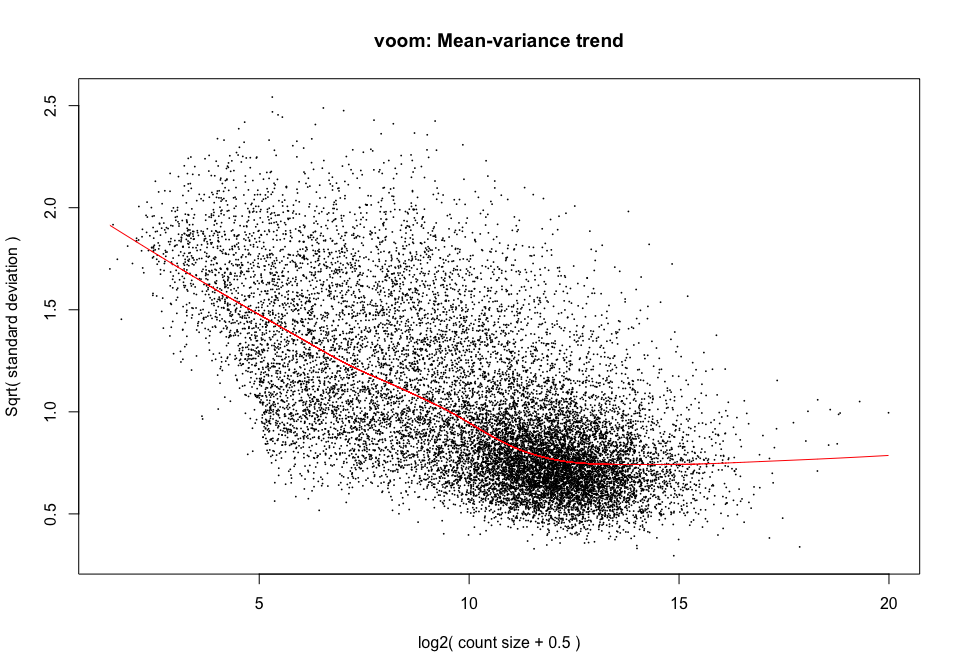 voom: Mean-variance trend
Sqrt( standard deviation )
2.5
2.0
1.5
1.0
0.5
5 10 15 20
log2( count size + 0.5 )